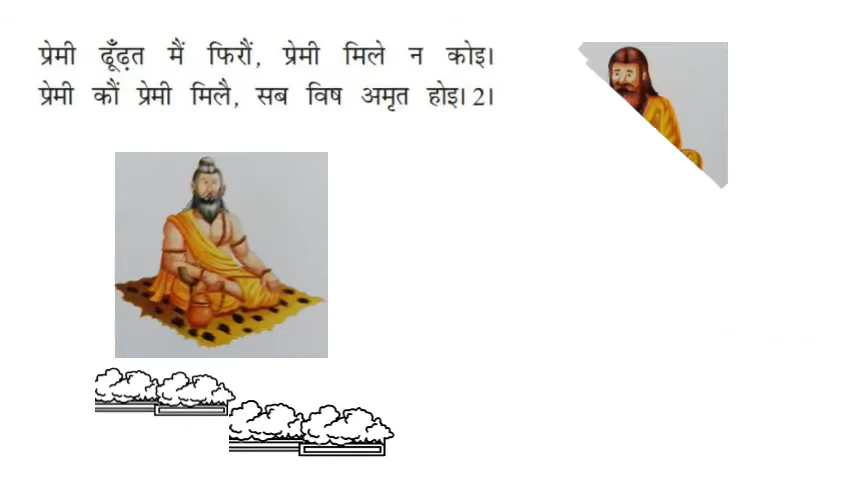 प्रेमी ढूँढ़त मैं फिरौं, प्रेमी मिले न कोइ।
प्रेमी कौं प्रेमी मिलै, सब विष अमृत होइ।2।